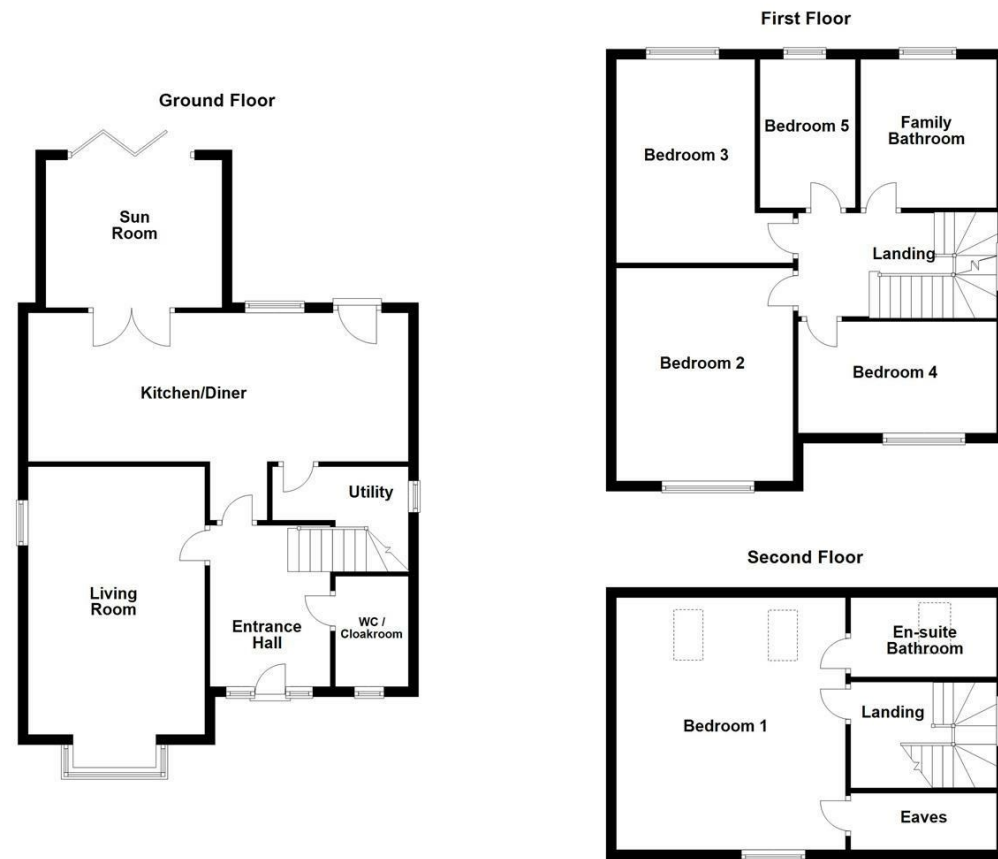 Ground Floor
Sun
Room
Kitchen/Diner
Utility
Living
Room
Entrance
Hall
WC /
Cloakroom
First Floor
Bedroom 3
Bedroom 5
Family
Bathroom
Landing
Bedroom 2
Bedroom 4
Second Floor
Bedroom 1
En-suite
Bathroom
Landing
Eaves